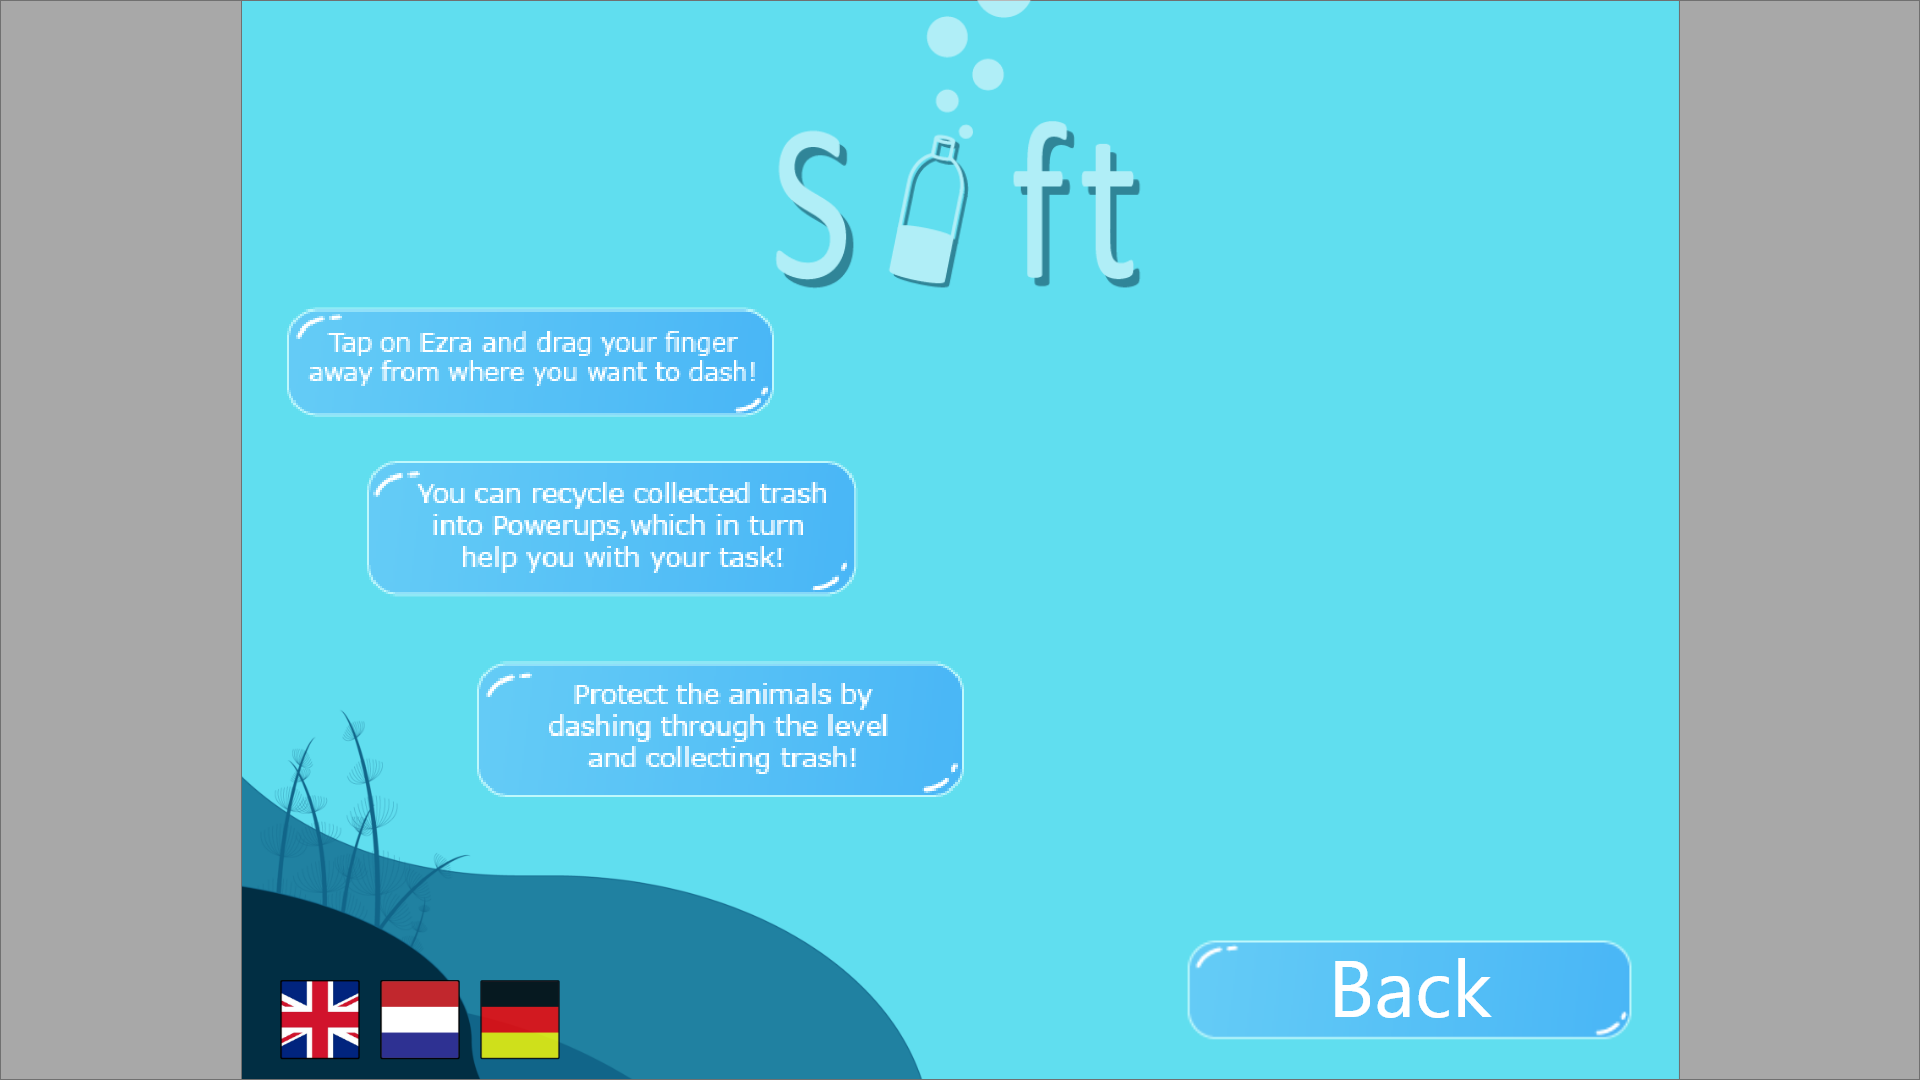 S ft
Tap on Ezra and drag your finger
away from where you want to dash!
You can recycle collected trash
into Powerups,which in turn
help you with your task!
Protect the animals by
dashing through the level
and collecting trash!
Back